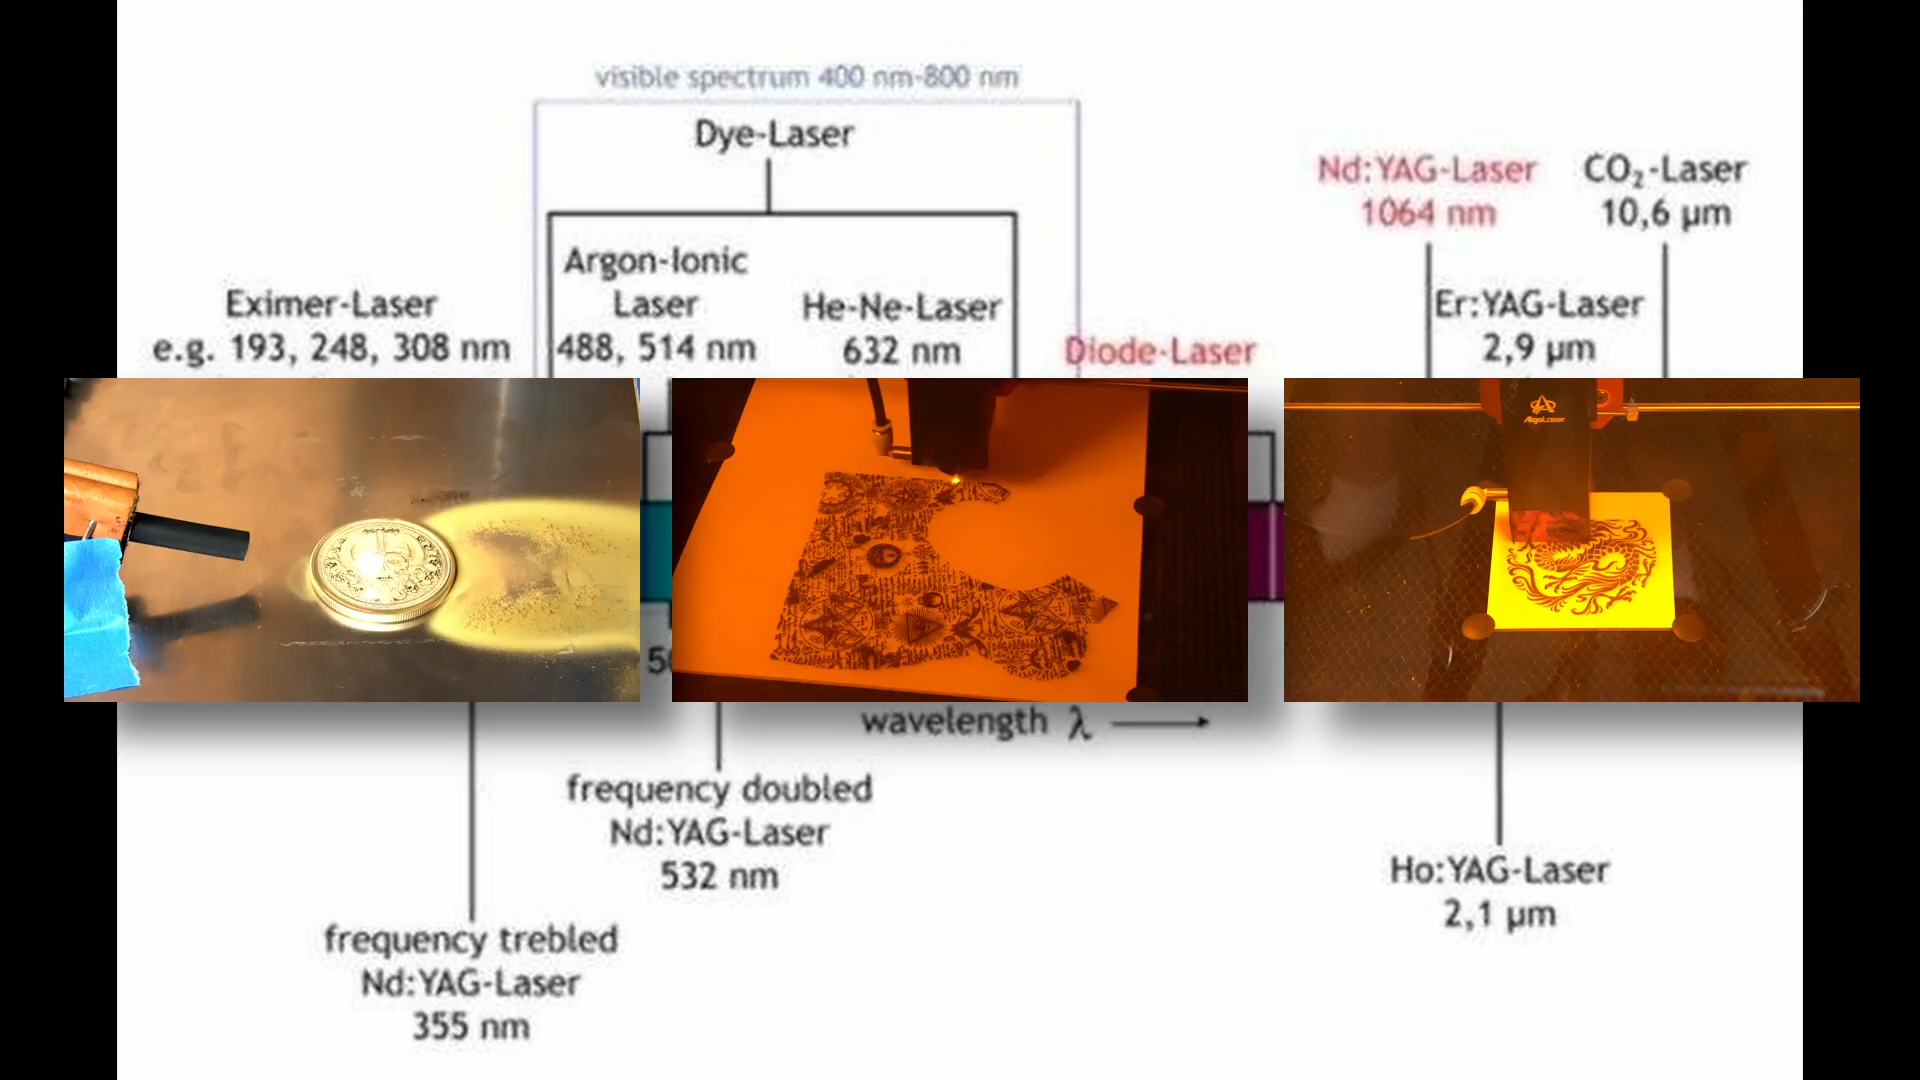 visible spectrum 400 nm-800 nm
Dye-Laser
Nd:YAG-Laser
1064 nm
CO₂-Laser
10,6 µm
Argon-Ionic
Laser
488, 514 nm
He-Ne-Laser
632 nm
Eximer-Laser
e.g. 193, 248, 308 nm
Diode-Laser
Er:YAG-Laser
2,9 µm
AlgoLaser
wavelength λ
frequency doubled
Nd:YAG-Laser
532 nm
Ho:YAG-Laser
2,1 µm
frequency trebled
Nd:YAG-Laser
355 nm